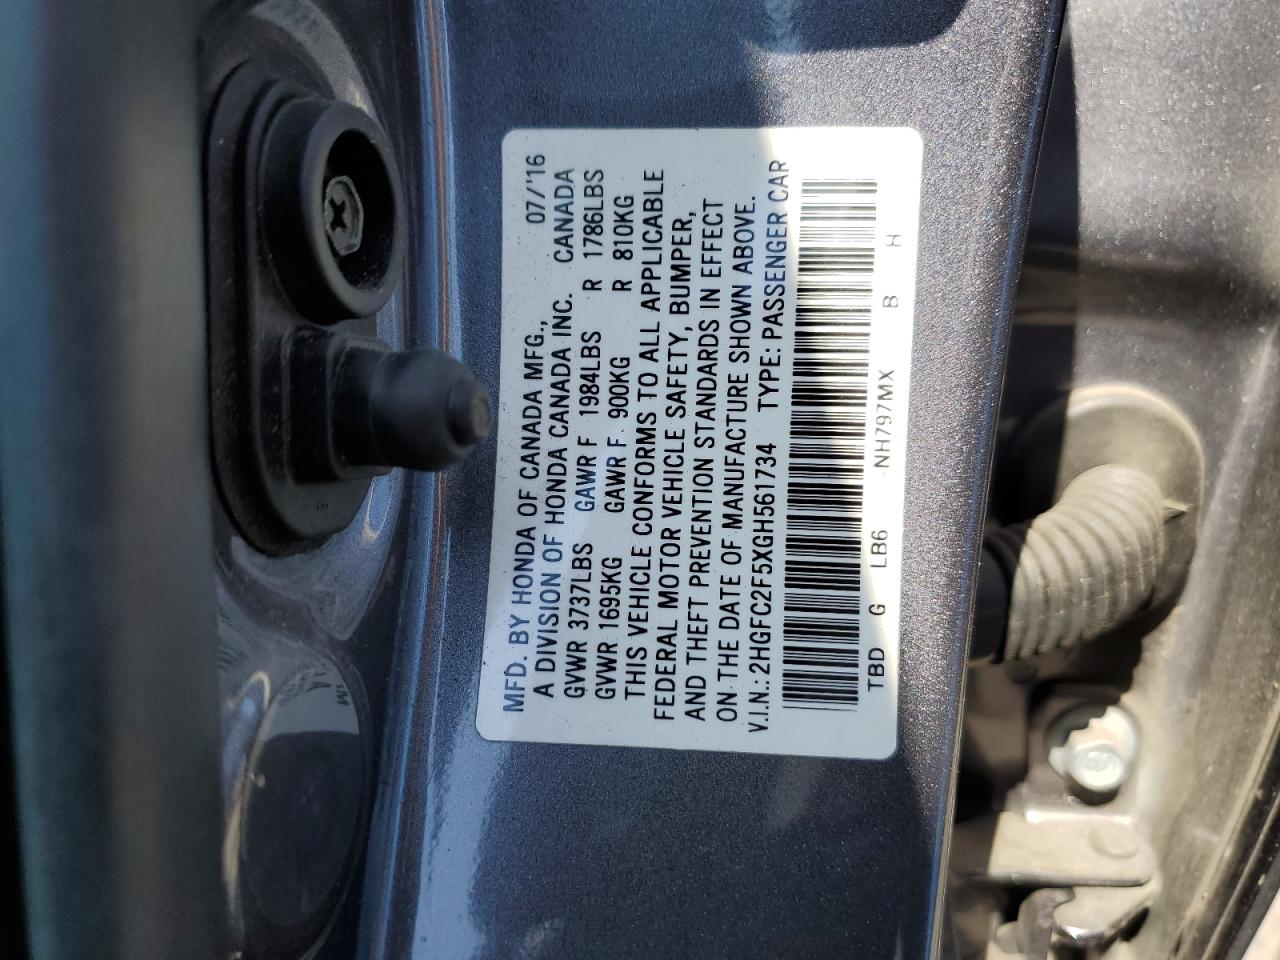 MFD. BY HONDA OF CANADA MFG., 07/'16
A DIVISION OF HONDA CANADA INC. CANADA
GVWR 3737LBS GAWR F 1984LBS R 1786LBS
GVWR 1695KG GAWR F 900KG R 810KG
THIS VEHICLE CONFORMS TO ALL APPLICABLE
FEDERAL MOTOR VEHICLE SAFETY, BUMPER,
AND THEFT PREVENTION STANDARDS IN EFFECT
ON THE DATE OF MANUFACTURE SHOWN ABOVE.
V.I.N.: 2HGFC2F5XGH561734 TYPE: PASSENGER CAR
TBD G LB6 NH797MX B H